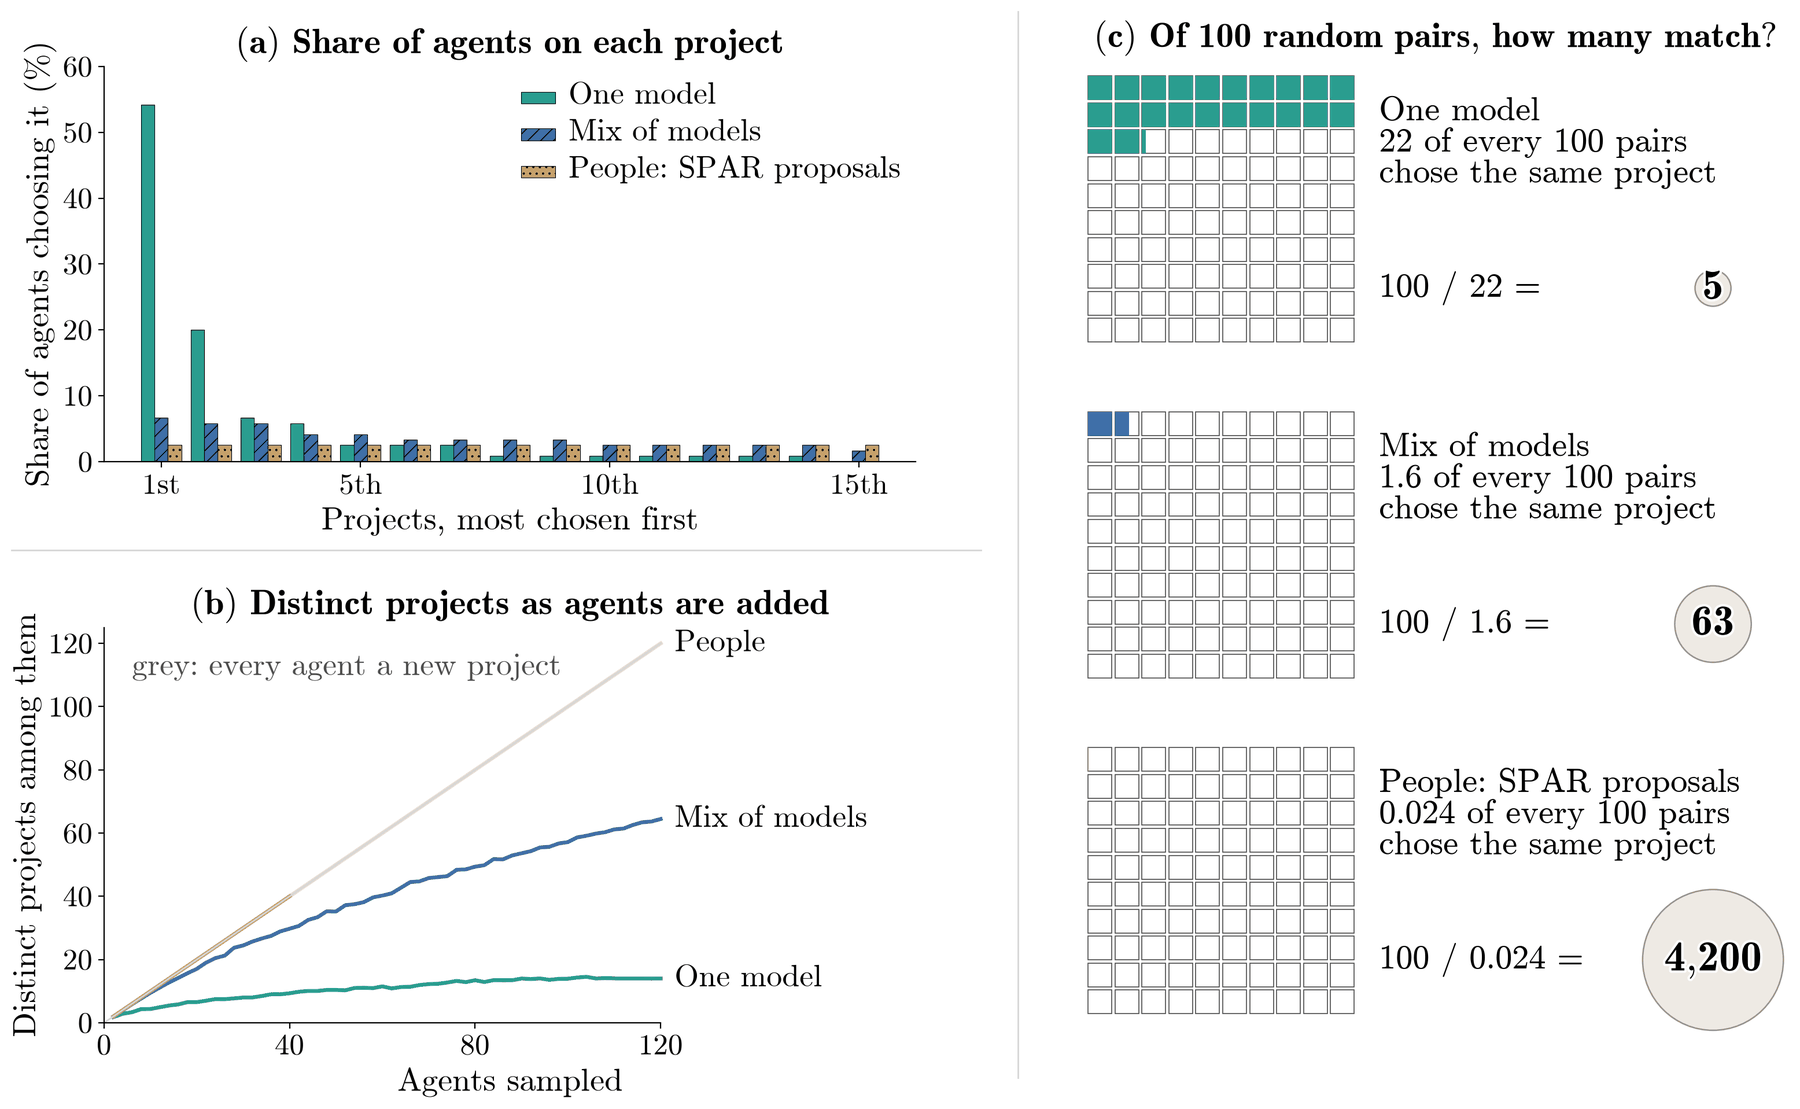 (a) Share of agents on each project
Share of agents choosing it (%)
60
50
40
30
20
10
0
One model
Mix of models
People: SPAR proposals
1st
5th
10th
15th
Projects, most chosen first
(b) Distinct projects as agents are added
Distinct projects among them
120
100
80
60
40
20
0
grey: every agent a new project
People
Mix of models
One model
0
40
80
120
Agents sampled
(c) Of 100 random pairs, how many match?
One model
22 of every 100 pairs
chose the same project
100 / 22 =
5
Mix of models
1.6 of every 100 pairs
chose the same project
100 / 1.6 =
63
People: SPAR proposals
0.024 of every 100 pairs
chose the same project
100 / 0.024 =
4,200